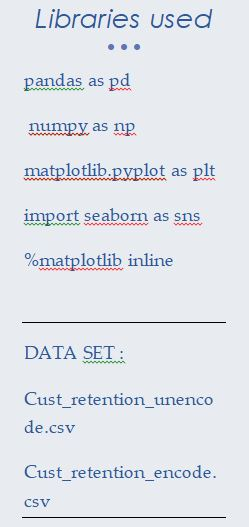 Libraries used
pandas as pd
numpy as np
matplotlib.pyplot as plt
import seaborn as sns
%matplotlib inline
DATA SET :
Cust_retention_unenco
de.csv
Cust_retention_encode.
csv